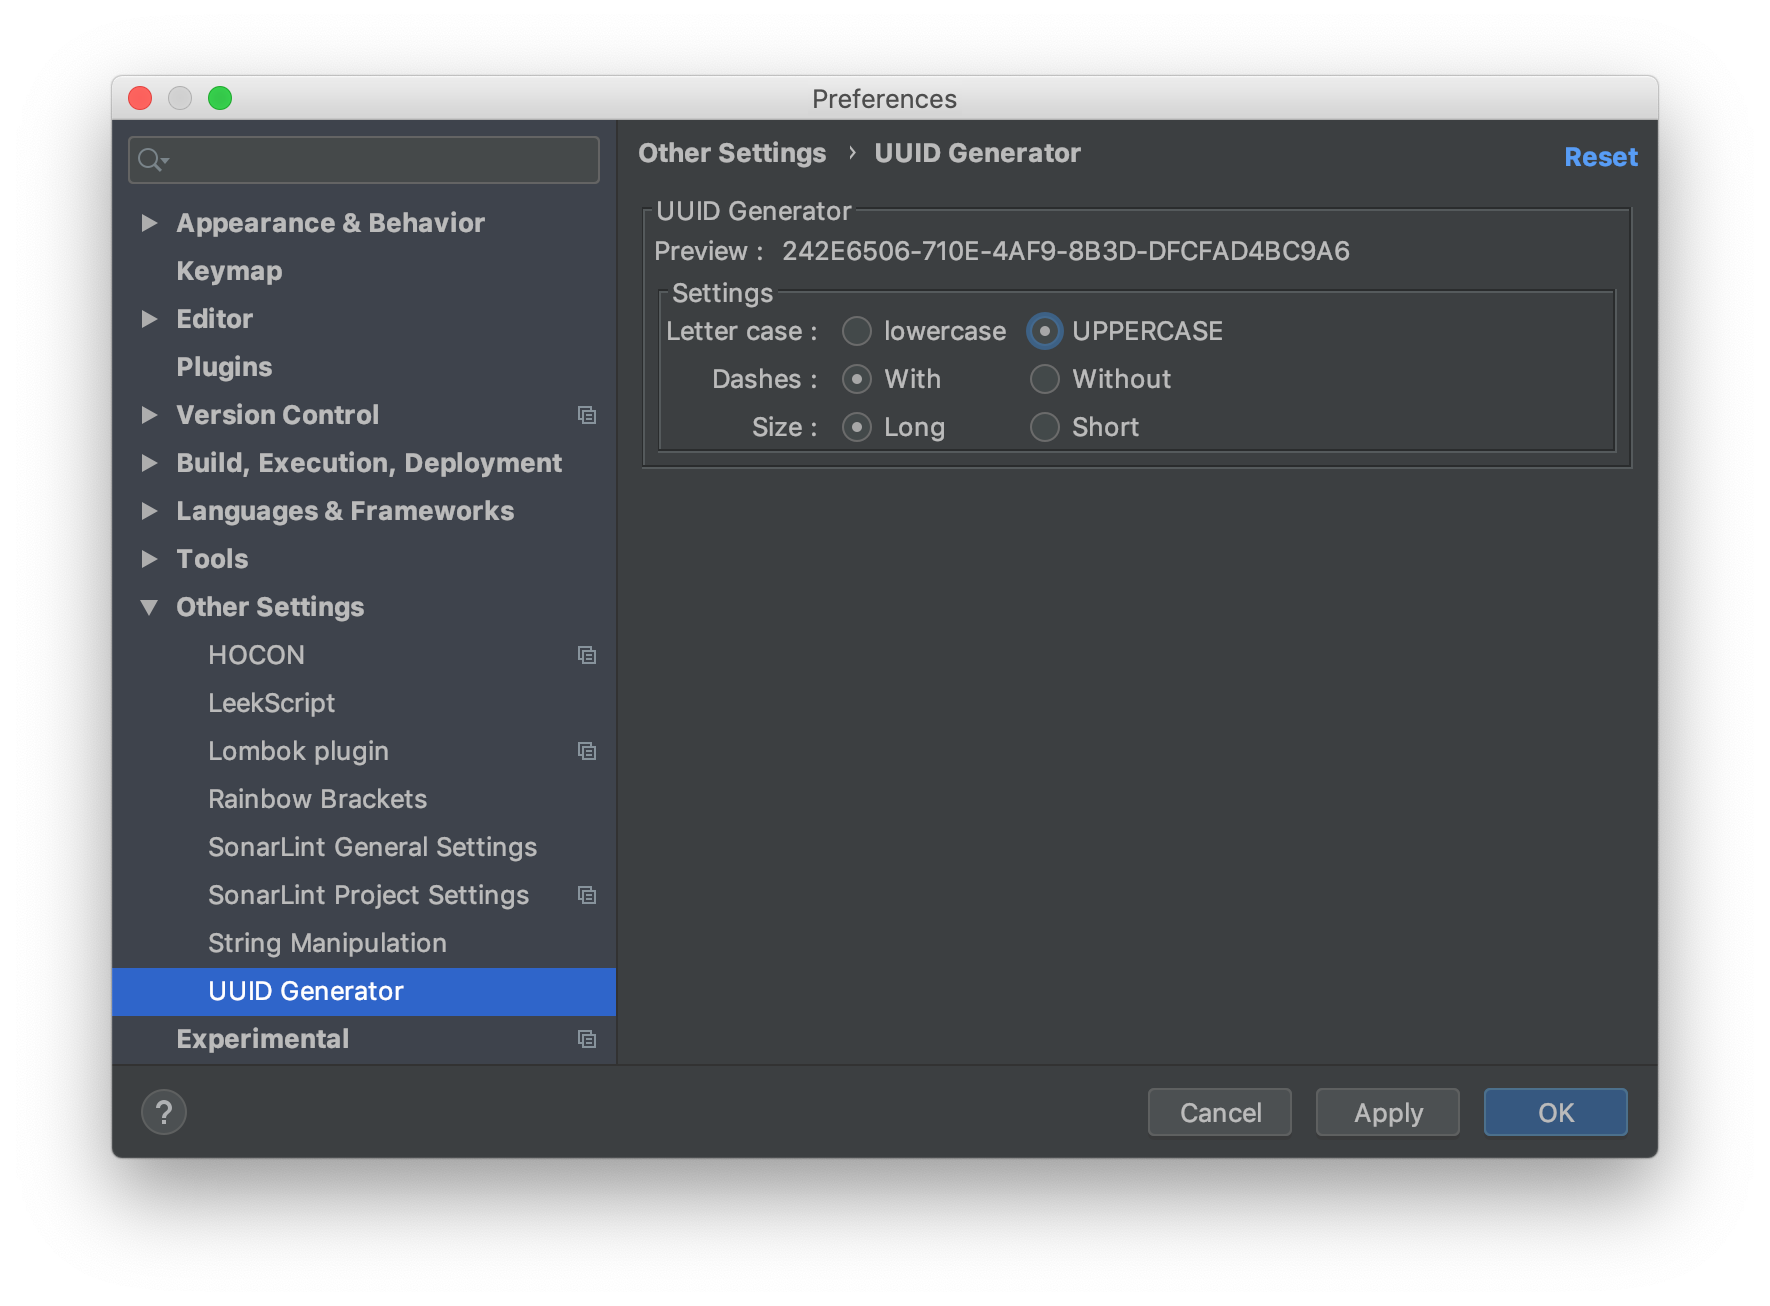 Preferences
Appearance & Behavior
Keymap
Editor
Plugins
Version Control
Build, Execution, Deployment
Languages & Frameworks
Tools
Other Settings
HOCON
LeekScript
Lombok plugin
Rainbow Brackets
SonarLint General Settings
SonarLint Project Settings
String Manipulation
UUID Generator
Experimental
Other Settings › UUID Generator
Reset
UUID Generator
Preview : 242E6506-710E-4AF9-8B3D-DFCFAD4BC9A6
Settings
Letter case : lowercase UPPERCASE
Dashes : With Without
Size : Long Short
? Cancel Apply OK